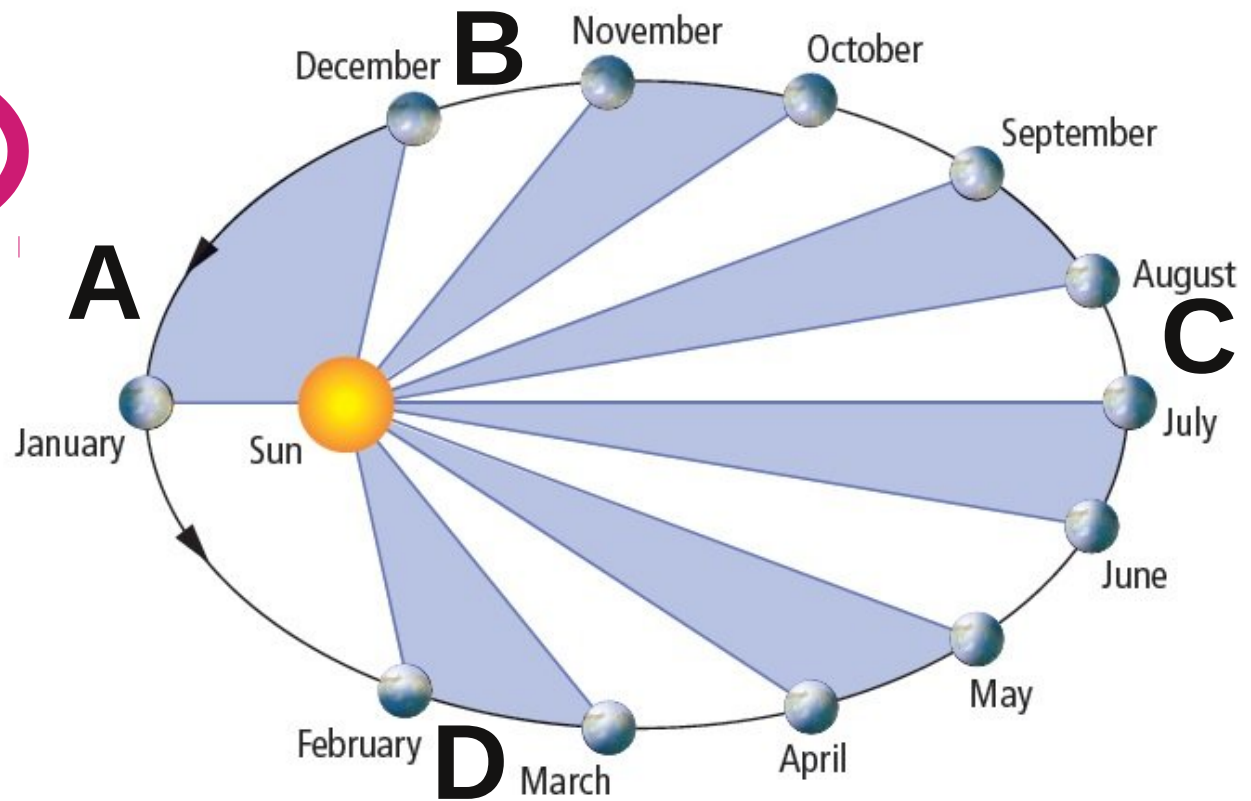 B
November
October
December
September
A
August
C
January
Sun
July
June
May
February
D
March
April